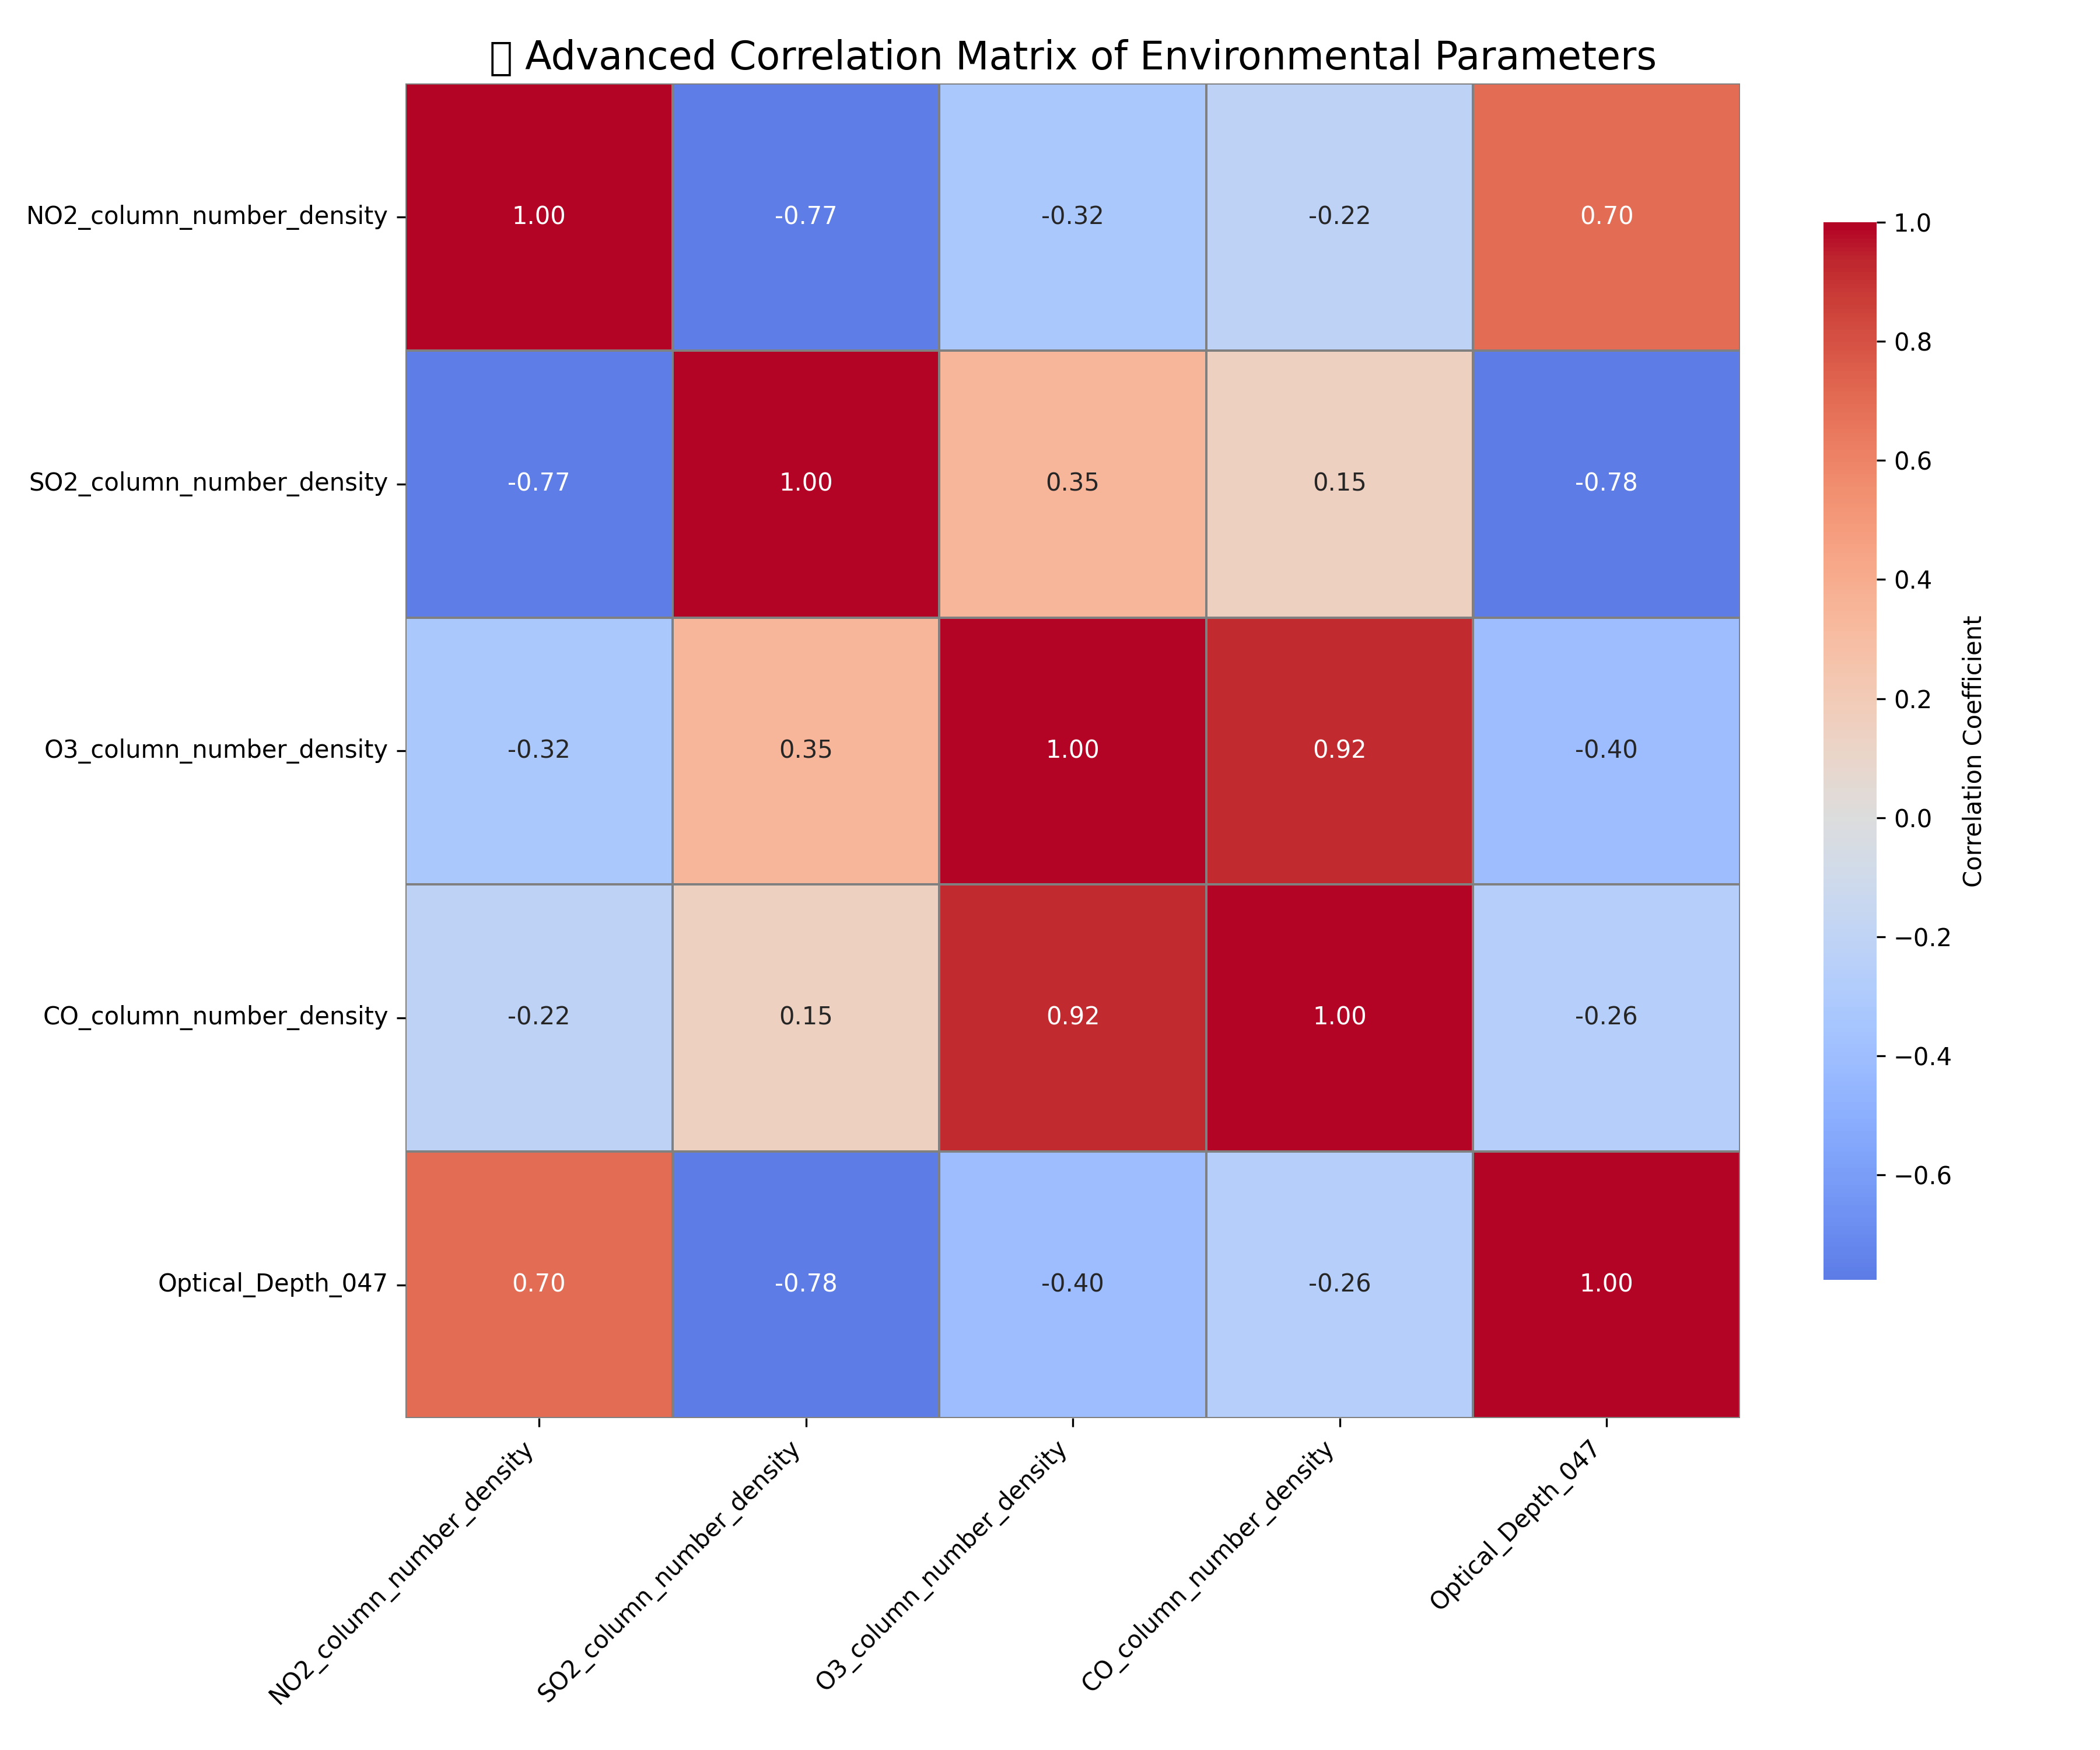 Advanced Correlation Matrix of Environmental Parameters
NO2_column_number_density 1.00 -0.77 -0.32 -0.22 0.70
SO2_column_number_density -0.77 1.00 0.35 0.15 -0.78
O3_column_number_density -0.32 0.35 1.00 0.92 -0.40
CO_column_number_density -0.22 0.15 0.92 1.00 -0.26
Optical_Depth_047 0.70 -0.78 -0.40 -0.26 1.00
NO2_column_number_density
SO2_column_number_density
O3_column_number_density
CO_column_number_density
Optical_Depth_047
1.0
0.8
0.6
0.4
0.2
0.0
−0.2
−0.4
−0.6
Correlation Coefficient